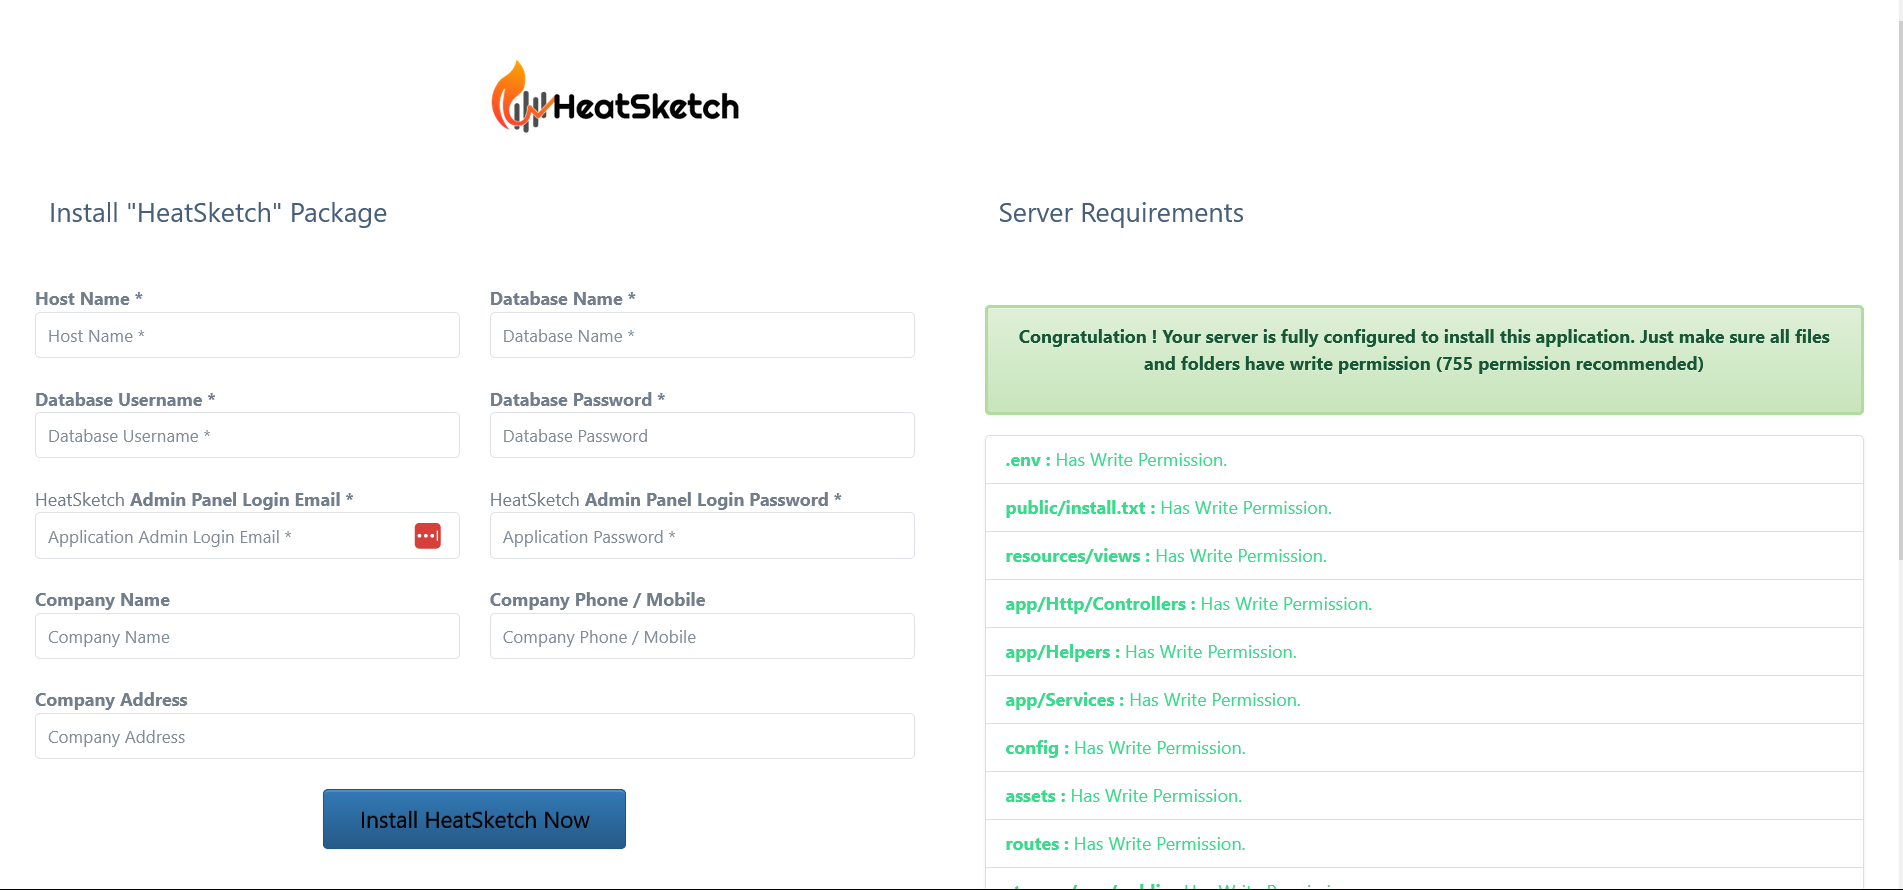 HeatSketch
Install "HeatSketch" Package
Host Name *
Host Name *
Database Name *
Database Name *
Database Username *
Database Username *
Database Password *
Database Password
HeatSketch Admin Panel Login Email *
Application Admin Login Email *
HeatSketch Admin Panel Login Password *
Application Password *
Company Name
Company Name
Company Phone / Mobile
Company Phone / Mobile
Company Address
Company Address
Install HeatSketch Now
Server Requirements
Congratulation ! Your server is fully configured to install this application. Just make sure all files
and folders have write permission (755 permission recommended)
.env : Has Write Permission.
public/install.txt : Has Write Permission.
resources/views : Has Write Permission.
app/Http/Controllers : Has Write Permission.
app/Helpers : Has Write Permission.
app/Services : Has Write Permission.
config : Has Write Permission.
assets : Has Write Permission.
routes : Has Write Permission.